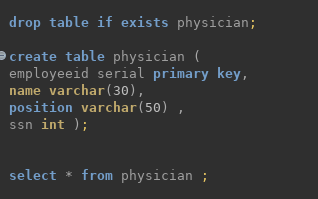 drop table if exists physician;
create table physician (
employeeid serial primary key,
name varchar(30),
position varchar(50) ,
ssn int );
select * from physician ;